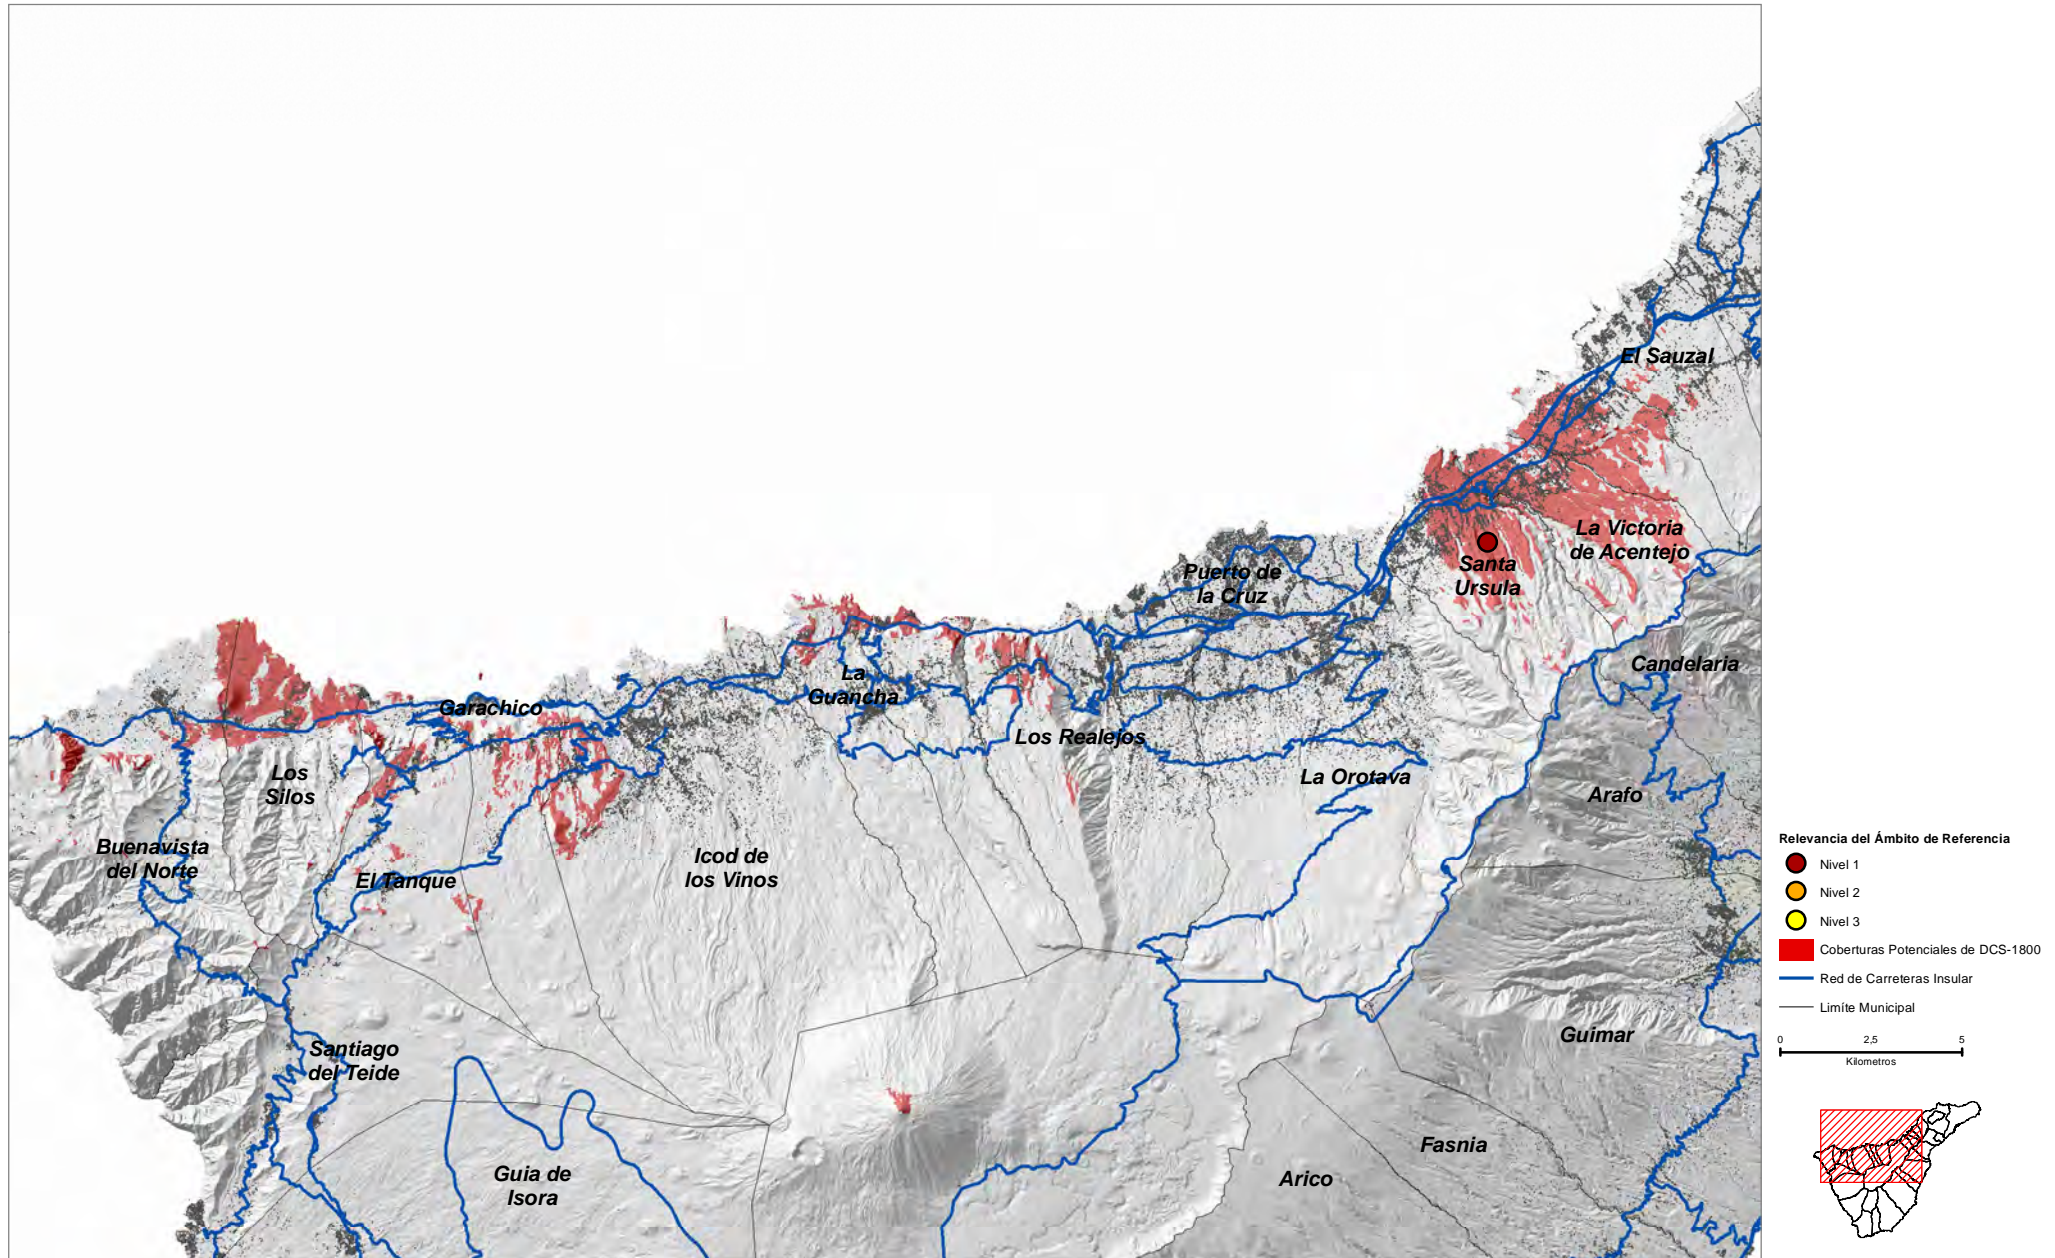 El Sauzal
La Victoria
de Acentejo
Santa
Ursula
Puerto de
la Cruz
Candelaria
La
Guancha
Garachico
Los Realejos
La Orotava
Los
Silos
Arafo
Buenavista
del Norte
Icod de
los Vinos
El Tanque
Guimar
Santiago
del Teide
Fasnia
Guia de
Isora
Arico
Relevancia del Ámbito de Referencia
Nivel 1
Nivel 2
Nivel 3
Coberturas Potenciales de DCS-1800
Red de Carreteras Insular
Limíte Municipal
0 2,5 5
Kilometros